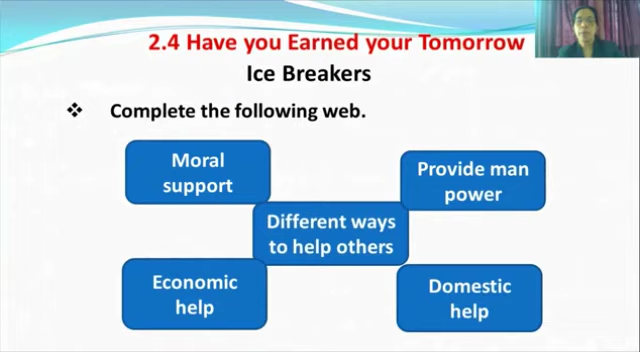 2.4 Have you Earned your Tomorrow
Ice Breakers
❖ Complete the following web.
Moral
support
Provide man
power
Different ways
to help others
Economic
help
Domestic
help